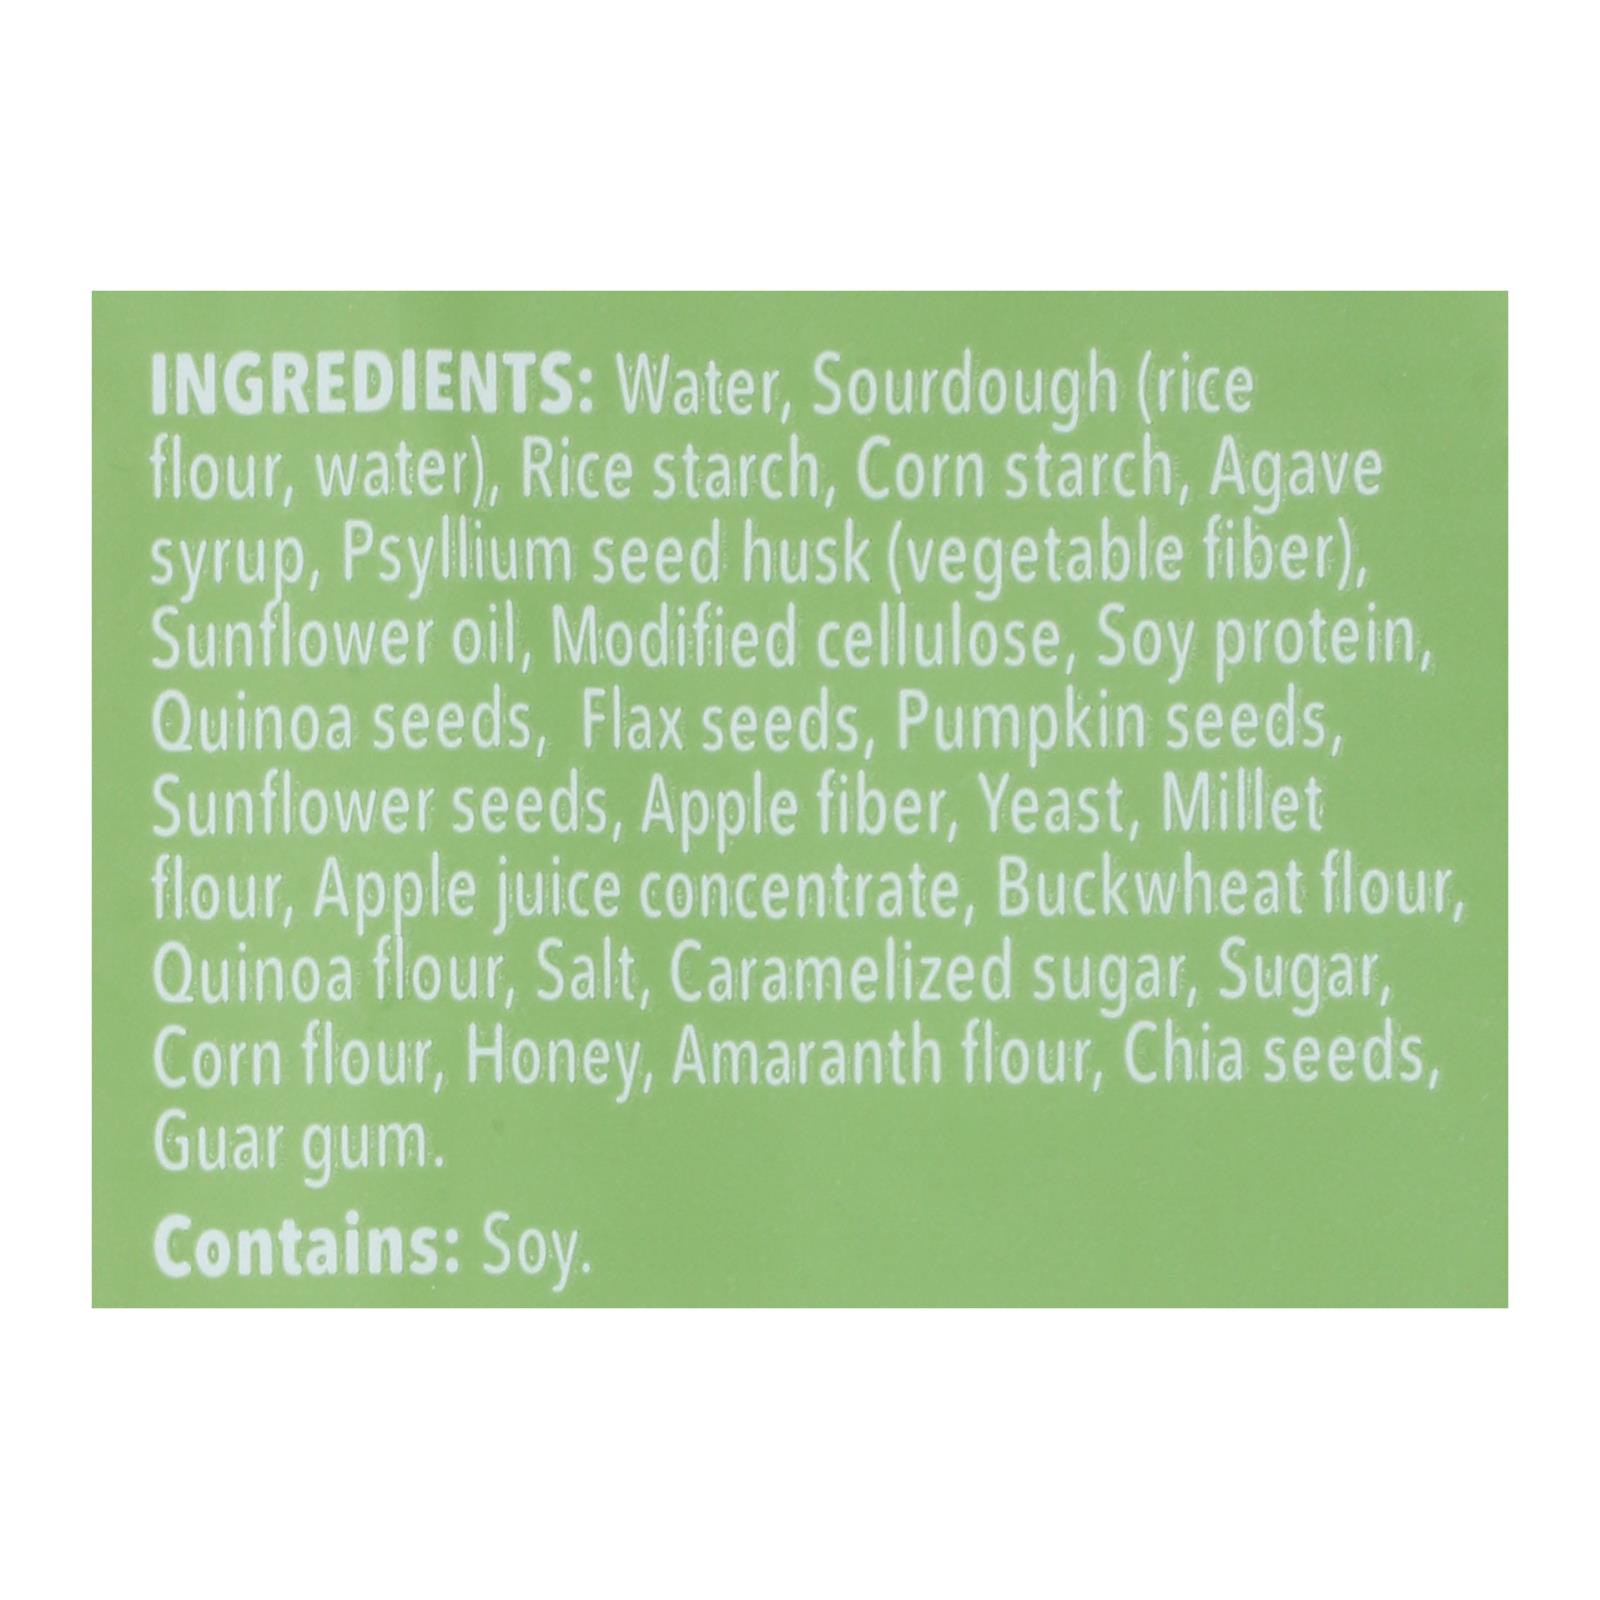 INGREDIENTS: Water, Sourdough (rice
flour, water), Rice starch, Corn starch, Agave
syrup, Psyllium seed husk (vegetable fiber),
Sunflower oil, Modified cellulose, Soy protein,
Quinoa seeds, Flax seeds, Pumpkin seeds,
Sunflower seeds, Apple fiber, Yeast, Millet
flour, Apple juice concentrate, Buckwheat flour,
Quinoa flour, Salt, Caramelized sugar, Sugar,
Corn flour, Honey, Amaranth flour, Chia seeds,
Guar gum.
Contains: Soy.